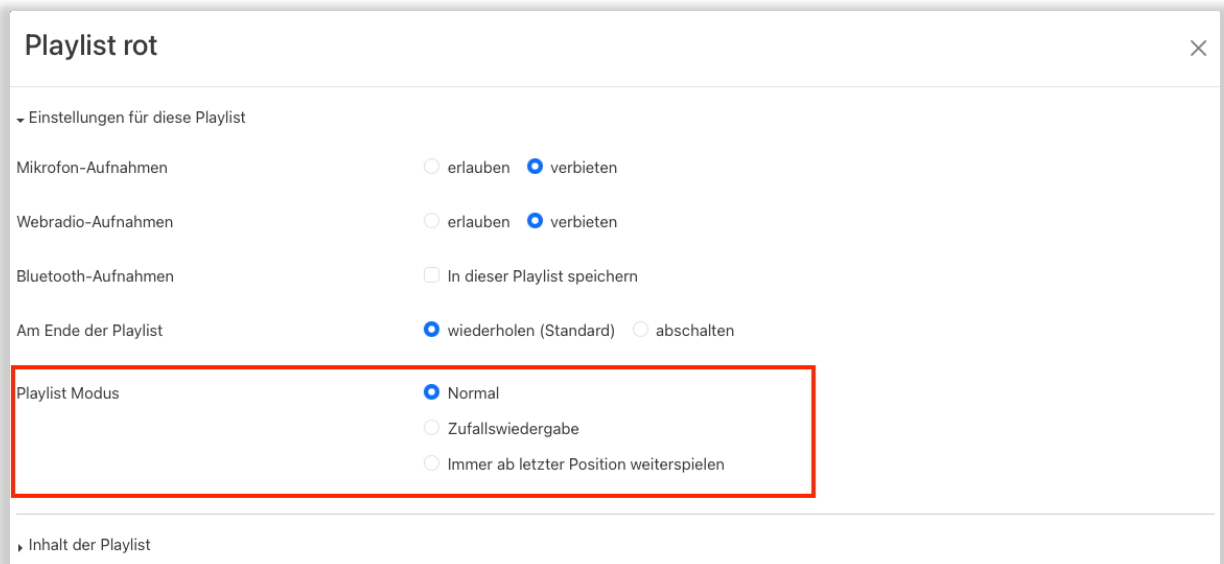 Playlist rot
Einstellungen für diese Playlist
Mikrofon-Aufnahmen erlauben verbieten
Webradio-Aufnahmen erlauben verbieten
Bluetooth-Aufnahmen In dieser Playlist speichern
Am Ende der Playlist wiederholen (Standard) abschalten
Playlist Modus Normal
Zufallswiedergabe
Immer ab letzter Position weiterspielen
Inhalt der Playlist